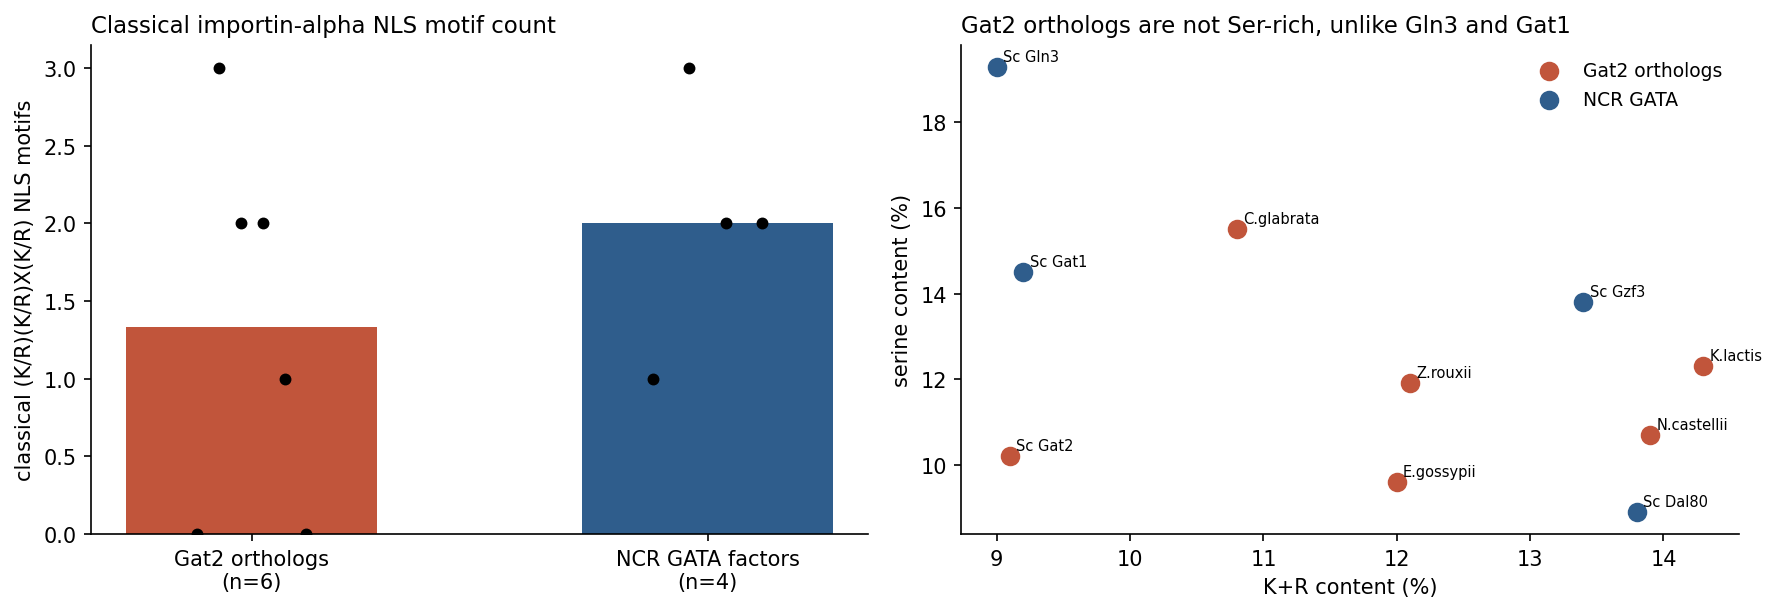 Classical importin-alpha NLS motif count
classical (K/R)(K/R)X(K/R) NLS motifs
3.0
2.5
2.0
1.5
1.0
0.5
0.0
Gat2 orthologs
(n=6)
NCR GATA factors
(n=4)
Gat2 orthologs are not Ser-rich, unlike Gln3 and Gat1
serine content (%)
18
16
14
12
10
Sc Gln3
Gat2 orthologs
NCR GATA
C.glabrata
Sc Gat1
Sc Gzf3
K.lactis
Z.rouxii
N.castellii
Sc Gat2
E.gossypii
Sc Dal80
9
10
11
12
13
14
K+R content (%)